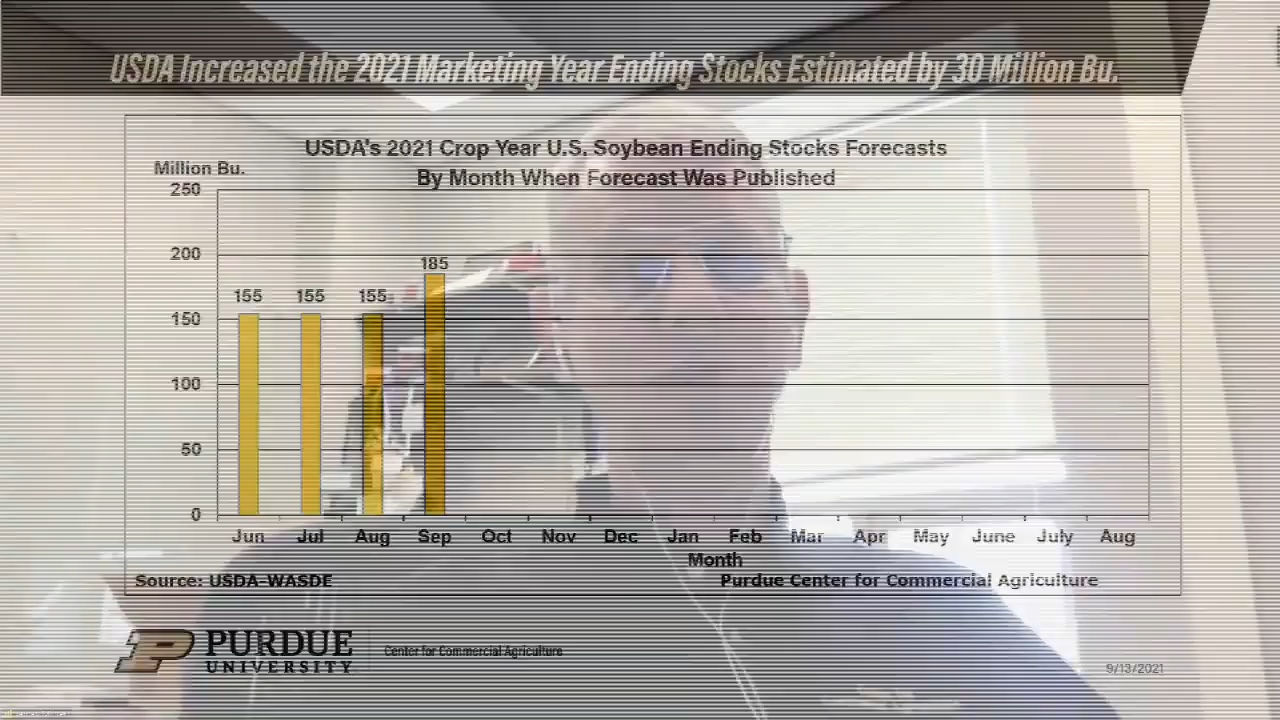 USDA Increased the 2021 Marketing Year Ending Stocks Estimated by 30 Million Bu.
USDA's 2021 Crop Year U.S. Soybean Ending Stocks Forecasts
By Month When Forecast Was Published
Million Bu.
250
200
150
100
50
0
155 155 155 185
Jun Jul Aug Sep Oct Nov Dec Jan Feb Mar Apr May June July Aug
Month
Source: USDA-WASDE
Purdue Center for Commercial Agriculture
PURDUE
UNIVERSITY
Center for Commercial Agriculture
9/13/2021